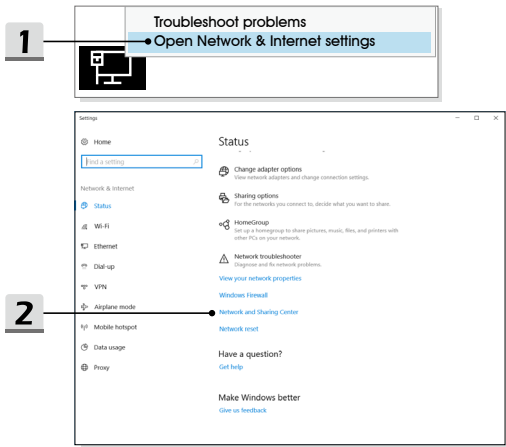 Troubleshoot problems
1
Open Network & Internet settings
Settings
Home
Status
Find a setting
Change adapter options
View network adapters and change connection settings.
Network & Internet
Sharing options
For the networks you connect to, decide what you want to share.
Status
Wi-Fi
HomeGroup
Set up a homegroup to share pictures, music, files, and printers with
other PCs on your network.
Ethernet
Dial-up
Network troubleshooter
Diagnose and fix network problems.
VPN
View your network properties
Windows Firewall
Airplane mode
2
Network and Sharing Center
Mobile hotspot
Network reset
Data usage
Have a question?
Proxy
Get help
Make Windows better
Give us feedback